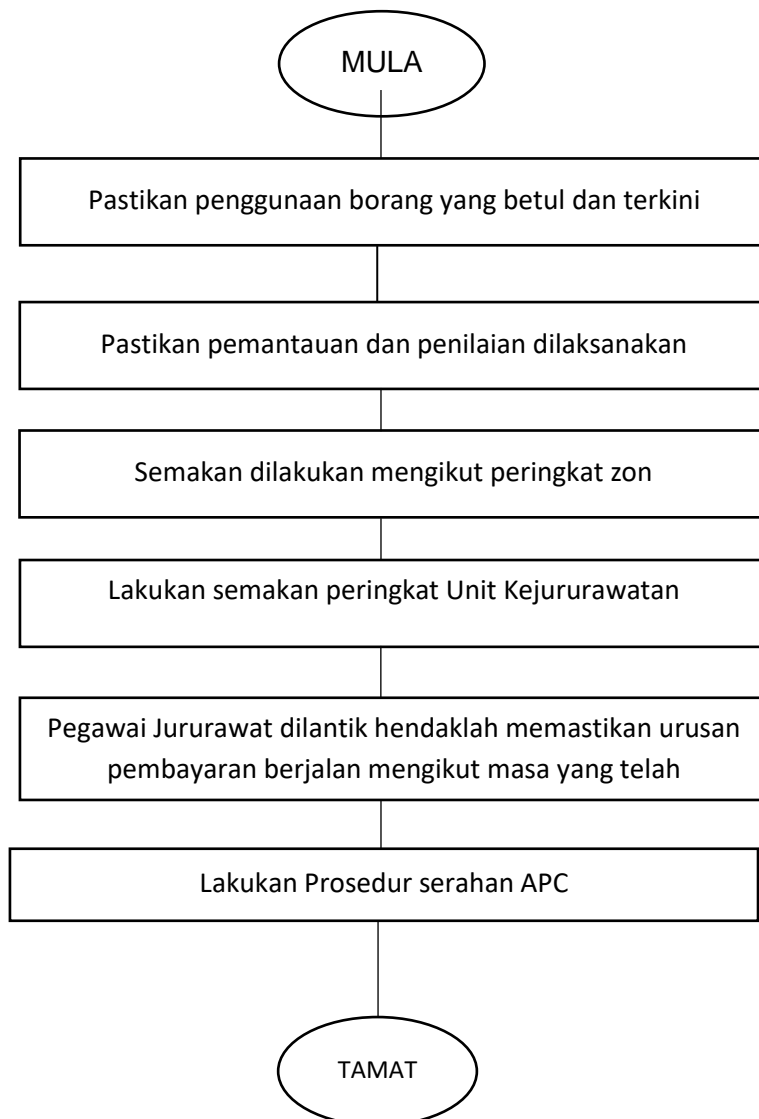 MULA
Pastikan penggunaan borang yang betul dan terkini
Pastikan pemantauan dan penilaian dilaksanakan
Semakan dilakukan mengikut peringkat zon
Lakukan semakan peringkat Unit Kejururawatan
Pegawai Jururawat dilantik hendaklah memastikan urusan
pembayaran berjalan mengikut masa yang telah
Lakukan Prosedur serahan APC
TAMAT